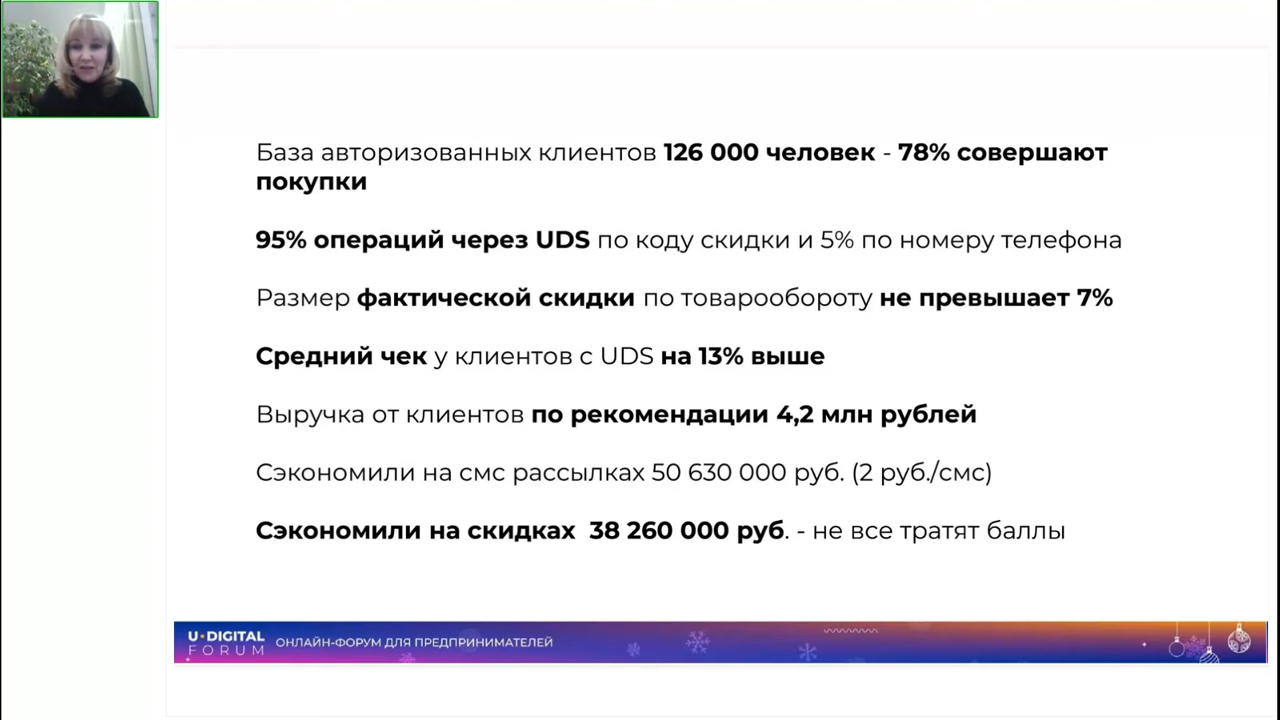 База авторизованных клиентов 126 000 человек - 78% совершают
покупки
95% операций через UDS по коду скидки и 5% по номеру телефона
Размер фактической скидки по товарообороту не превышает 7%
Средний чек у клиентов с UDS на 13% выше
Выручка от клиентов по рекомендации 4,2 млн рублей
Сэкономили на смс рассылках 50 630 000 руб. (2 руб./смс)
Сэкономили на скидках 38 260 000 руб. - не все тратят баллы
U•DIGITAL
FORUM
ОНЛАЙН-ФОРУМ ДЛЯ ПРЕДПРИНИМАТЕЛЕЙ